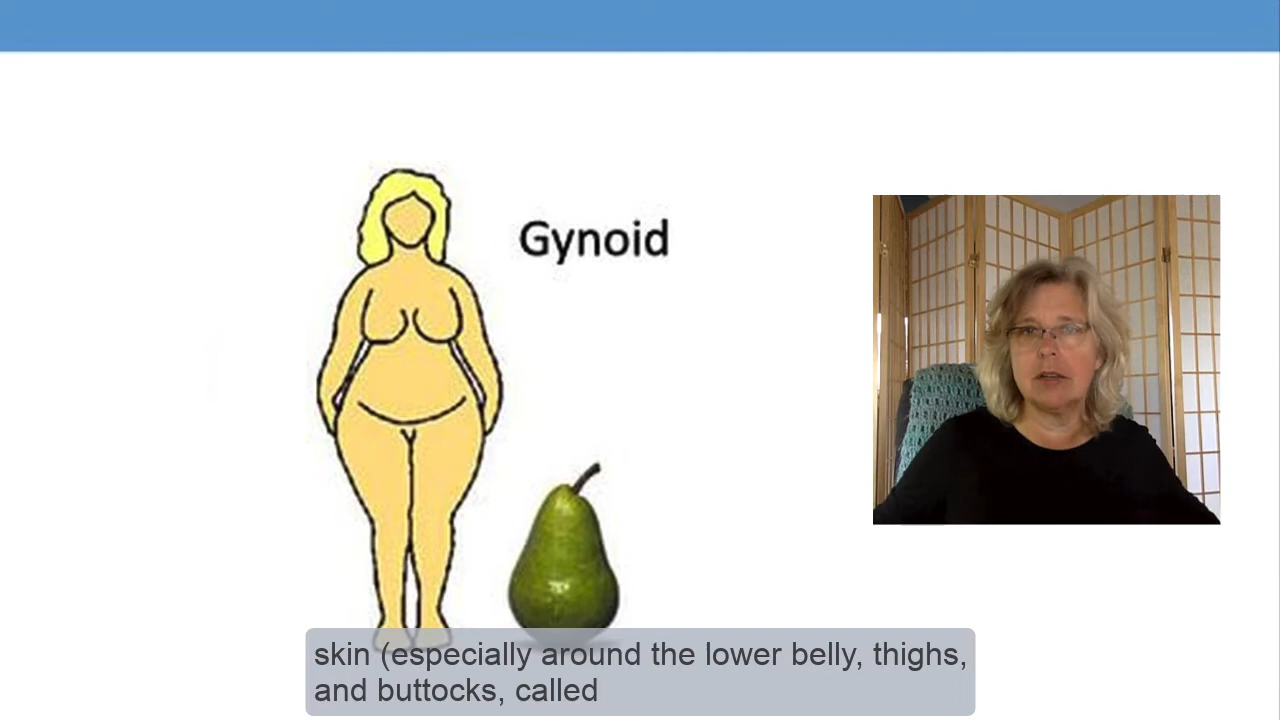 Gynoid
skin (especially around the lower belly, thighs,
and buttocks, called